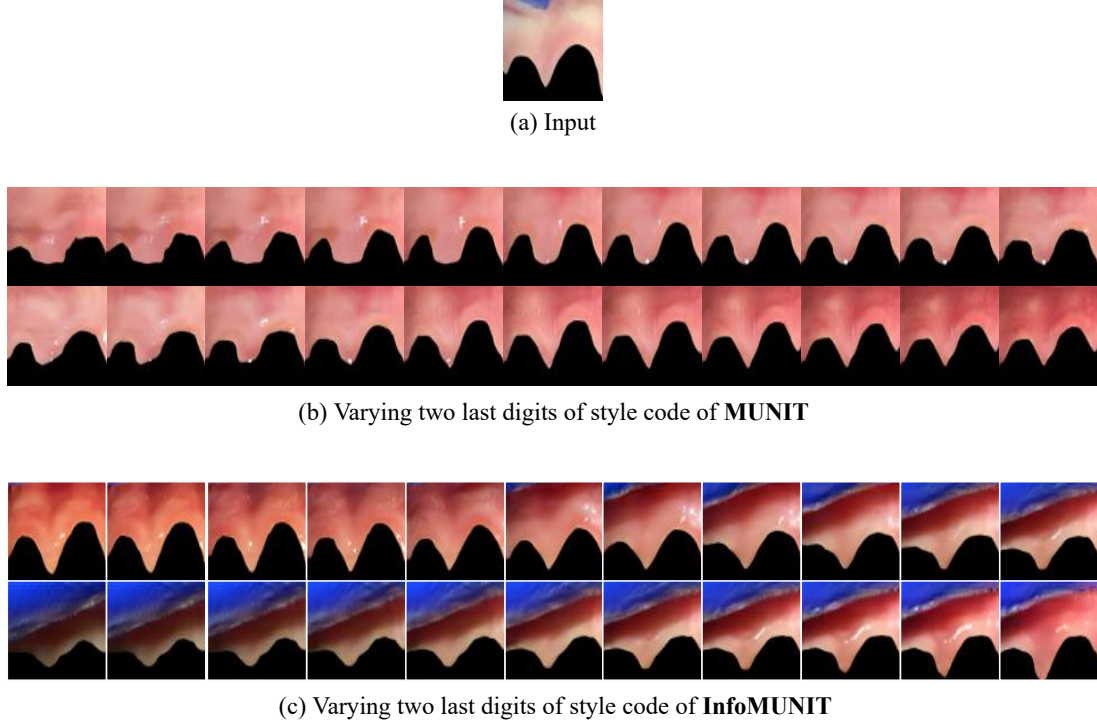 (a) Input
(b) Varying two last digits of style code of MUNIT
(c) Varying two last digits of style code of InfoMUNIT